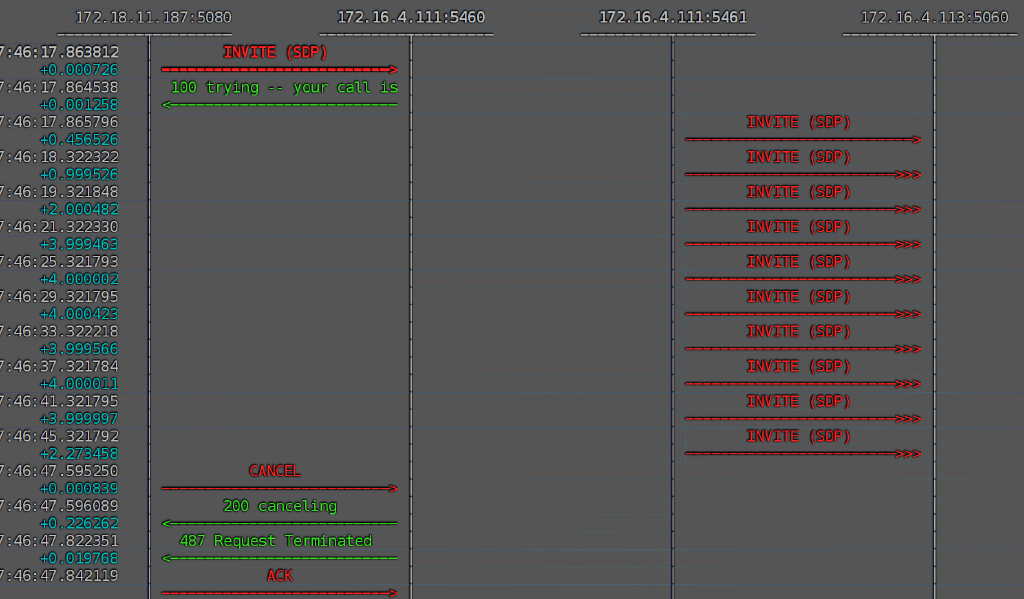 172.18.11.187:5080 172.16.4.111:5460 172.16.4.111:5461 172.16.4.113:5060
7:46:17.863812 INVITE (SDP)
+0.000726
7:46:17.864538 100 trying -- your call is
+0.001258
7:46:17.865796 INVITE (SDP)
+0.456526
7:46:18.322322 INVITE (SDP)
+0.999526
7:46:19.321848 INVITE (SDP)
+2.000482
7:46:21.322330 INVITE (SDP)
+3.999463
7:46:25.321793 INVITE (SDP)
+4.000002
7:46:29.321795 INVITE (SDP)
+4.000423
7:46:33.322218 INVITE (SDP)
+3.999566
7:46:37.321784 INVITE (SDP)
+4.000011
7:46:41.321795 INVITE (SDP)
+3.999997
7:46:45.321792 INVITE (SDP)
+2.273458
7:46:47.595250 CANCEL
+0.000839
7:46:47.596089 200 canceling
+0.226262
7:46:47.822351 487 Request Terminated
+0.019768
7:46:47.842119 ACK